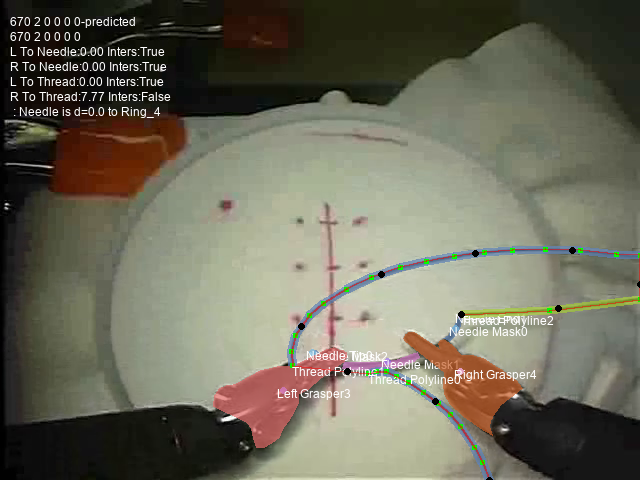 670 2 0 0 0 0-predicted
670 2 0 0 0 0
L To Needle:0.00 Inters:True
R To Needle:0.00 Inters:True
L To Thread:0.00 Inters:True
R To Thread:7.77 Inters:False
: Needle is d=0.0 to Ring_4
Thread Polyline2
Needle Mask0
Needle
Needle Mask1
Thread Polyline0
Right Grasper4
Left Grasper3